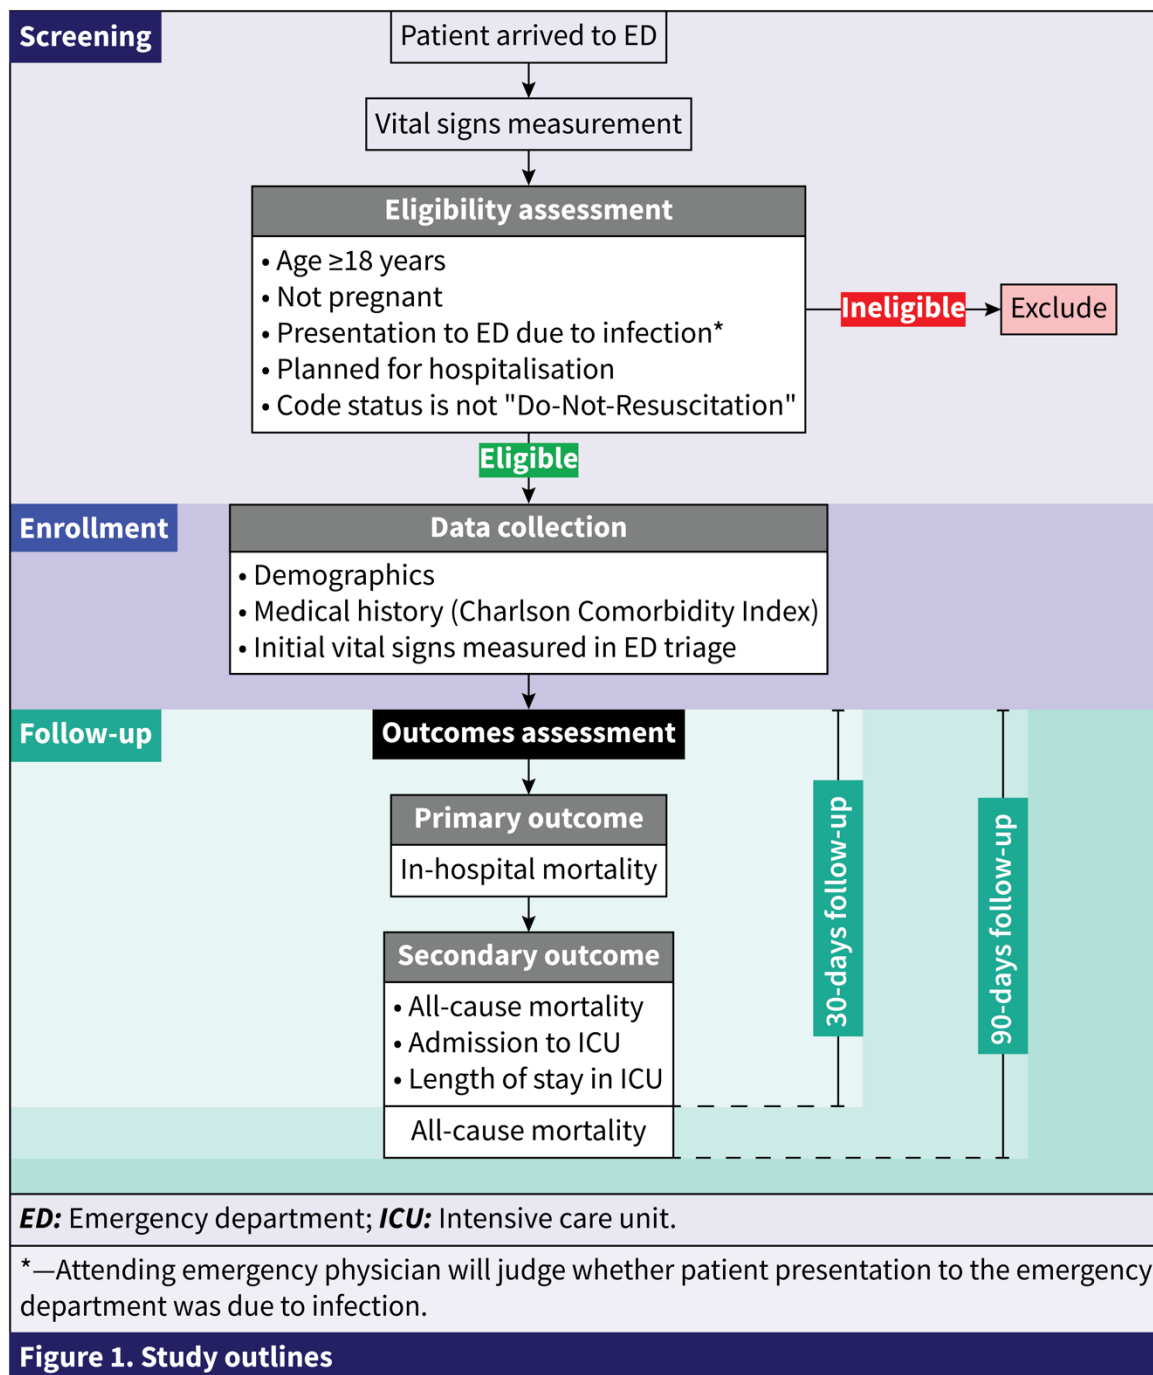 Screening
Patient arrived to ED
Vital signs measurement
Eligibility assessment
• Age ≥18 years
• Not pregnant
• Presentation to ED due to infection*
• Planned for hospitalisation
• Code status is not "Do-Not-Resuscitation"
Ineligible
Exclude
Eligible
Enrollment
Data collection
• Demographics
• Medical history (Charlson Comorbidity Index)
• Initial vital signs measured in ED triage
Follow-up
Outcomes assessment
Primary outcome
In-hospital mortality
Secondary outcome
• All-cause mortality
• Admission to ICU
• Length of stay in ICU
All-cause mortality
30-days follow-up
90-days follow-up
ED: Emergency department; ICU: Intensive care unit.
*—Attending emergency physician will judge whether patient presentation to the emergency
department was due to infection.
Figure 1. Study outlines